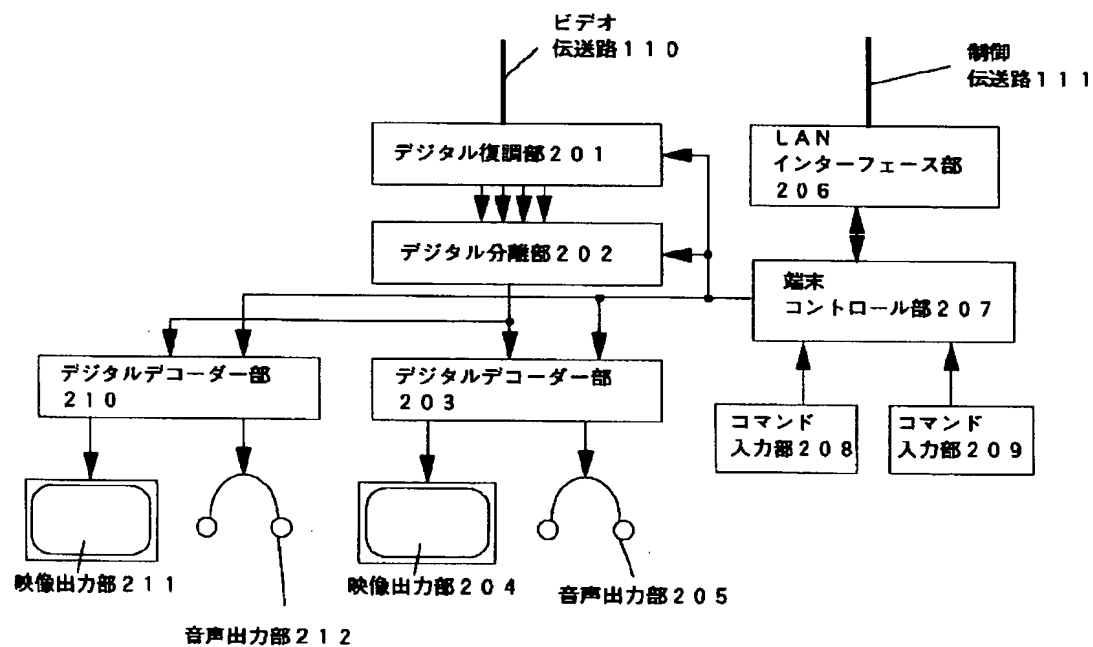 ビデオ
伝送路110
制御
伝送路111
デジタル復調部201
LAN
インターフェース部
206
デジタル分離部202
端末
コントロール部207
デジタルデコーダー部
210
デジタルデコーダー部
203
コマンド
入力部208
コマンド
入力部209
映像出力部211
映像出力部204
音声出力部205
音声出力部212